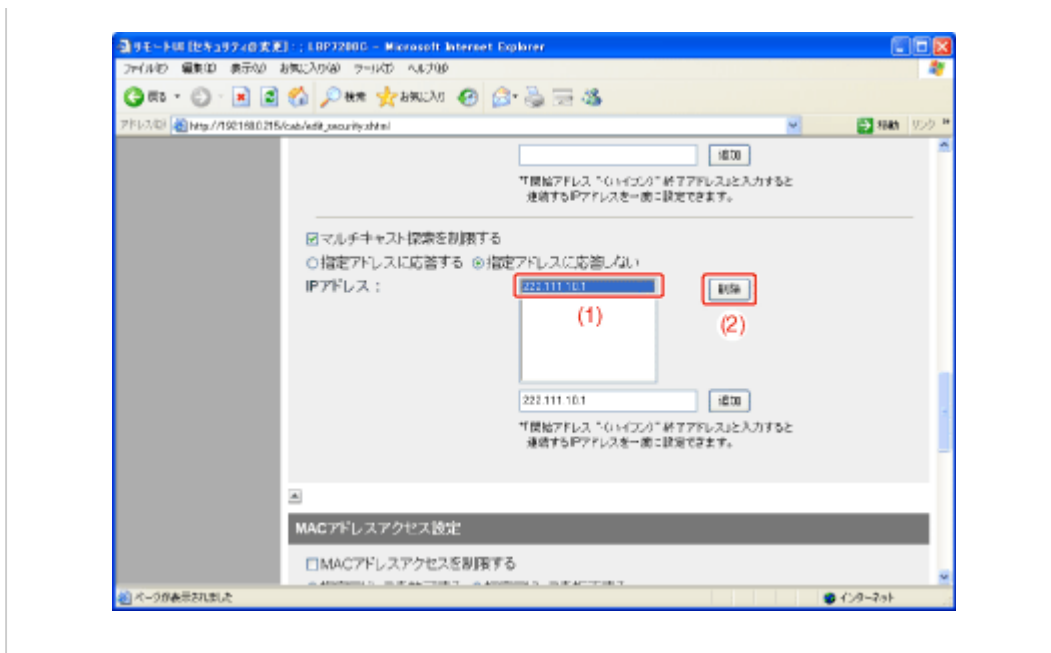 リモートUI [セキュリティの変更] : ; LBP7200C - Microsoft Internet Explorer
ファイル(F) 編集(E) 表示(V) お気に入り(A) ツール(T) ヘルプ(H)
戻る 検索 お気に入り
アドレス(D) http://192.168.0.215/cab/edit_security.shtml 移動 リンク
追加
*「開始アドレス "-(ハイフン)" 終了アドレス」と入力すると
連続するIPアドレスを一度に設定できます。
マルチキャスト探索を制限する
指定アドレスに応答する 指定アドレスに応答しない
IPアドレス: 222.111.10.1 削除
(1) (2)
222.111.10.1 追加
*「開始アドレス "-(ハイフン)" 終了アドレス」と入力すると
連続するIPアドレスを一度に設定できます。
MACアドレスアクセス設定
MACアドレスアクセスを制限する
ページが表示されました インターネット